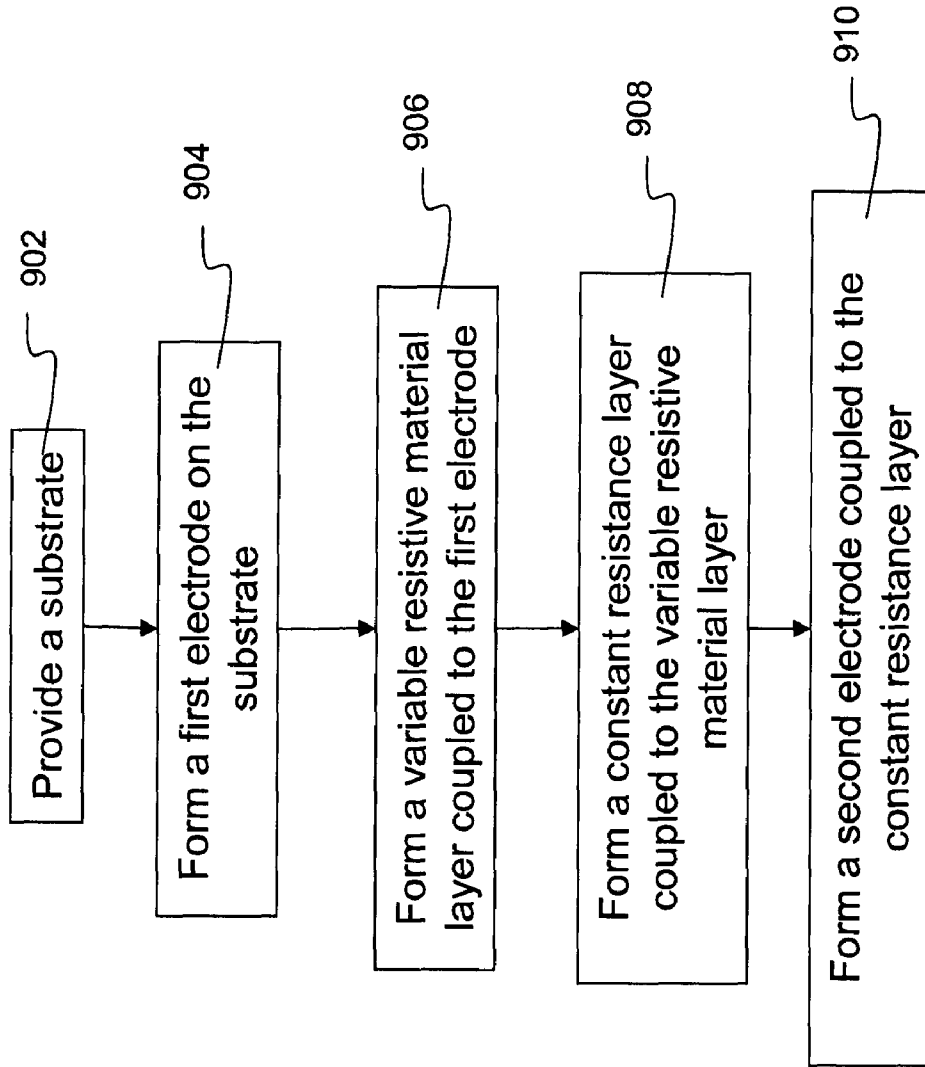 Provide a substrate
902
Form a first electrode on the
substrate
904
Form a variable resistive material
layer coupled to the first electrode
906
Form a constant resistance layer
coupled to the variable resistive
material layer
908
Form a second electrode coupled to the
constant resistance layer
910